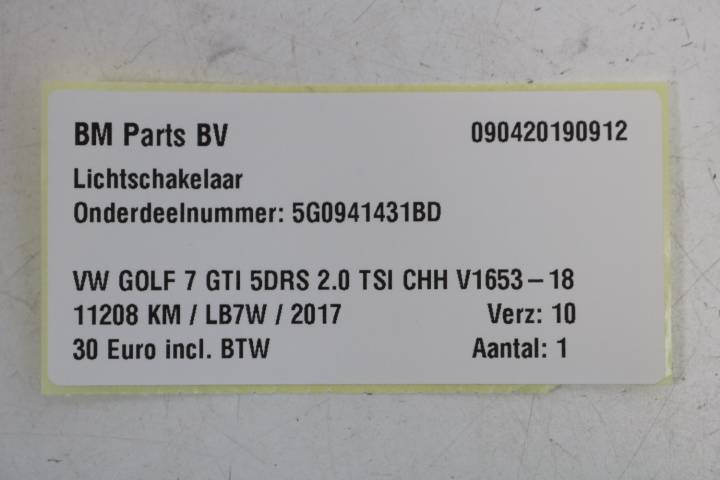 BM Parts BV 090420190912
Lichtschakelaar
Onderdeelnummer: 5G0941431BD
VW GOLF 7 GTI 5DRS 2.0 TSI CHH V1653-18
11208 KM / LB7W / 2017 Verz: 10
30 Euro incl. BTW Aantal: 1